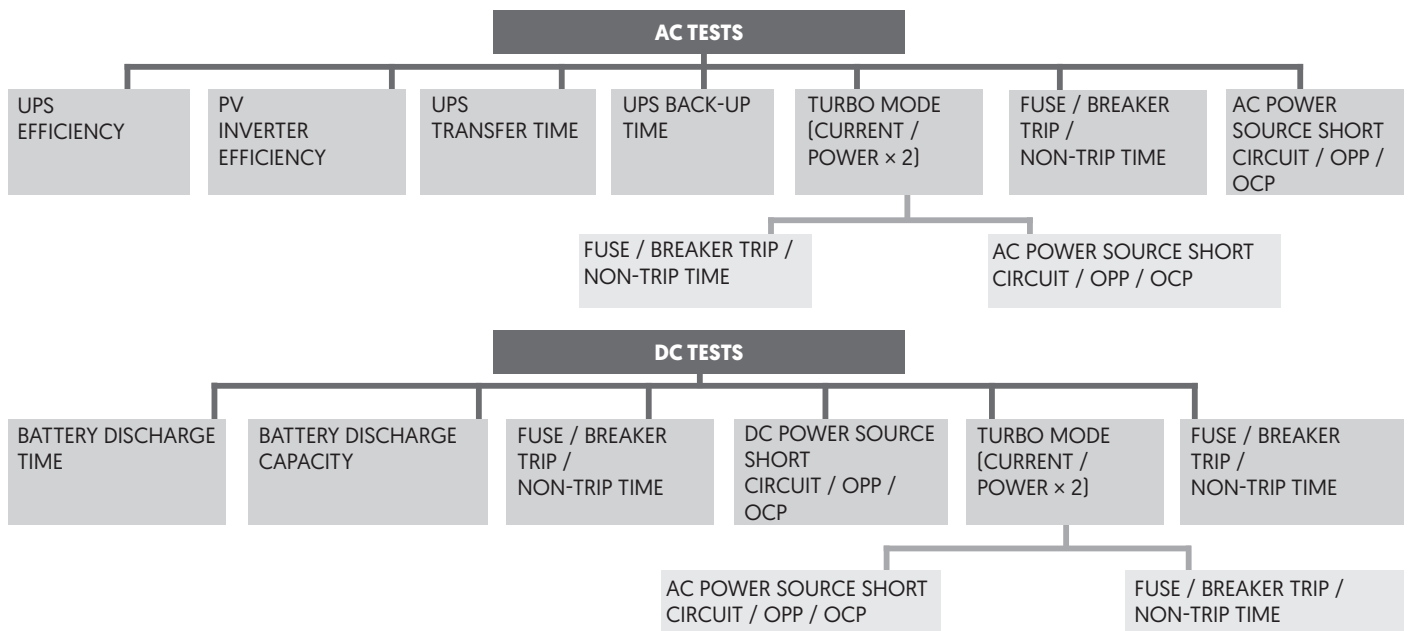 AC TESTS
UPS
EFFICIENCY
PV
INVERTER
EFFICIENCY
UPS
TRANSFER TIME
UPS BACK-UP
TIME
TURBO MODE
(CURRENT /
POWER × 2)
FUSE / BREAKER
TRIP /
NON-TRIP TIME
AC POWER
SOURCE SHORT
CIRCUIT / OPP /
OCP
FUSE / BREAKER TRIP /
NON-TRIP TIME
AC POWER SOURCE SHORT
CIRCUIT / OPP / OCP
DC TESTS
BATTERY DISCHARGE
TIME
BATTERY DISCHARGE
CAPACITY
FUSE / BREAKER
TRIP /
NON-TRIP TIME
DC POWER SOURCE
SHORT
CIRCUIT / OPP /
OCP
TURBO MODE
(CURRENT /
POWER × 2)
FUSE / BREAKER
TRIP /
NON-TRIP TIME
AC POWER SOURCE SHORT
CIRCUIT / OPP / OCP
FUSE / BREAKER TRIP /
NON-TRIP TIME